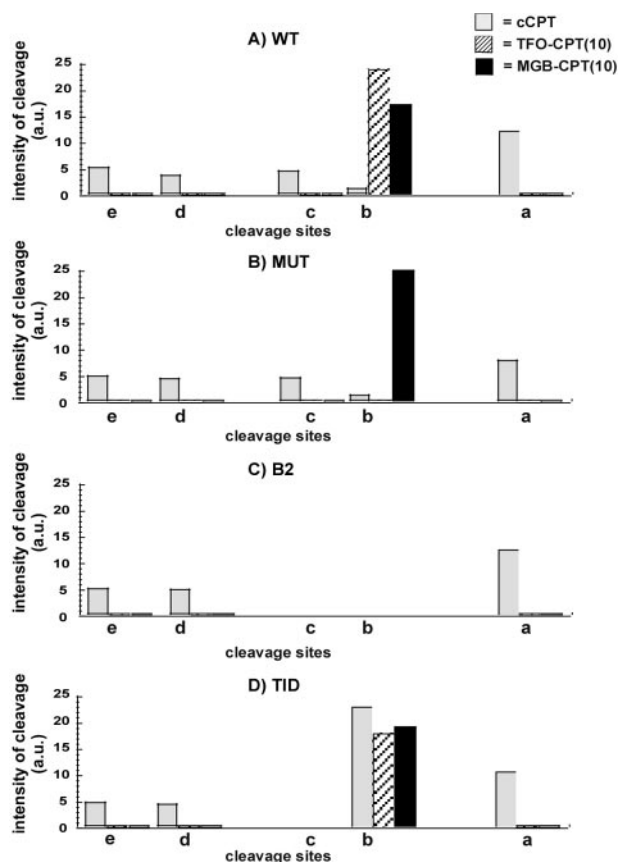 = cCPT
= TFO-CPT(10)
= MGB-CPT(10)
A) WT
intensity of cleavage
(a.u.)
25
20
15
10
5
0
e d c b a
cleavage sites
B) MUT
intensity of cleavage
(a.u.)
25
20
15
10
5
0
e d c b a
cleavage sites
C) B2
intensity of cleavage
(a.u.)
25
20
15
10
5
0
e d c b a
cleavage sites
D) TID
intensity of cleavage
(a.u.)
25
20
15
10
5
0
e d c b a
cleavage sites